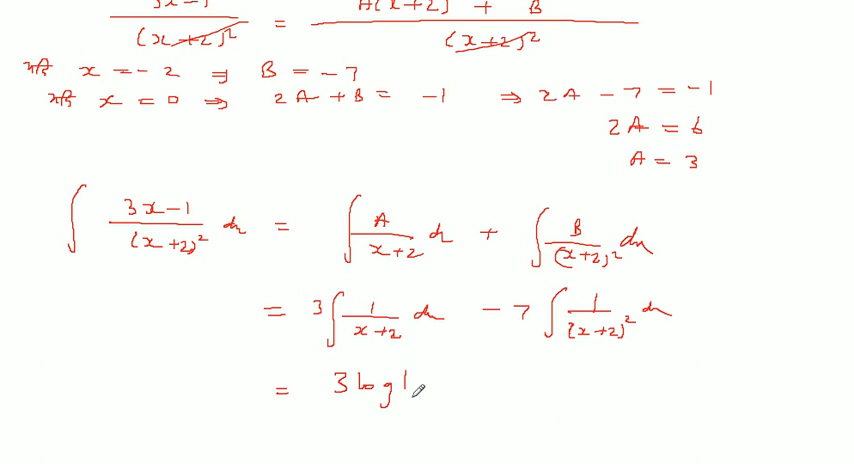 3x-1 / (x+2)² = A(x+2) + B / (x+2)²
यदि x = -2 ⇒ B = -7
यदि x = 0 ⇒ 2A + B = -1 ⇒ 2A - 7 = -1
2A = 6
A = 3
∫ 3x-1 / (x+2)² dx = ∫ A / x+2 dx + ∫ B / (x+2)² dx
= 3 ∫ 1 / x+2 dx - 7 ∫ 1 / (x+2)² dx
= 3 log |